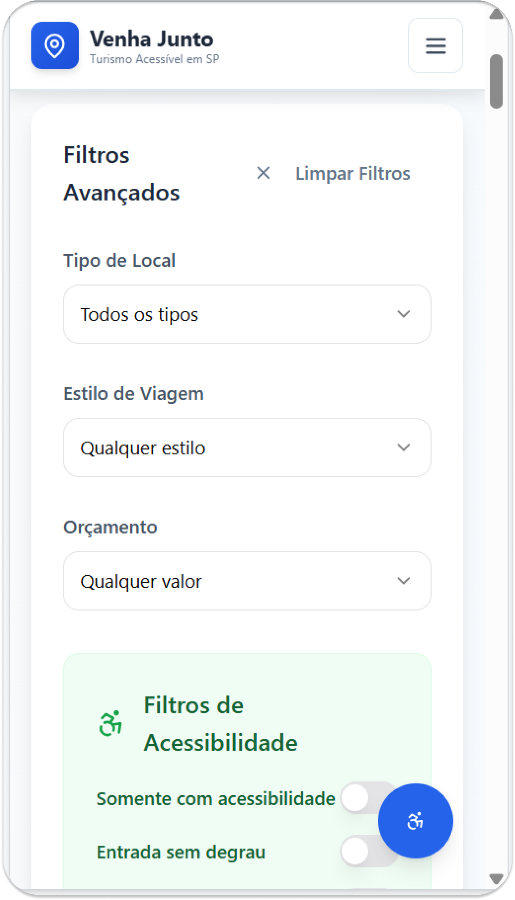 Venha Junto
Turismo Acessível em SP
Filtros
Avançados
Limpar Filtros
Tipo de Local
Todos os tipos
Estilo de Viagem
Qualquer estilo
Orçamento
Qualquer valor
Filtros de
Acessibilidade
Somente com acessibilidade
Entrada sem degrau